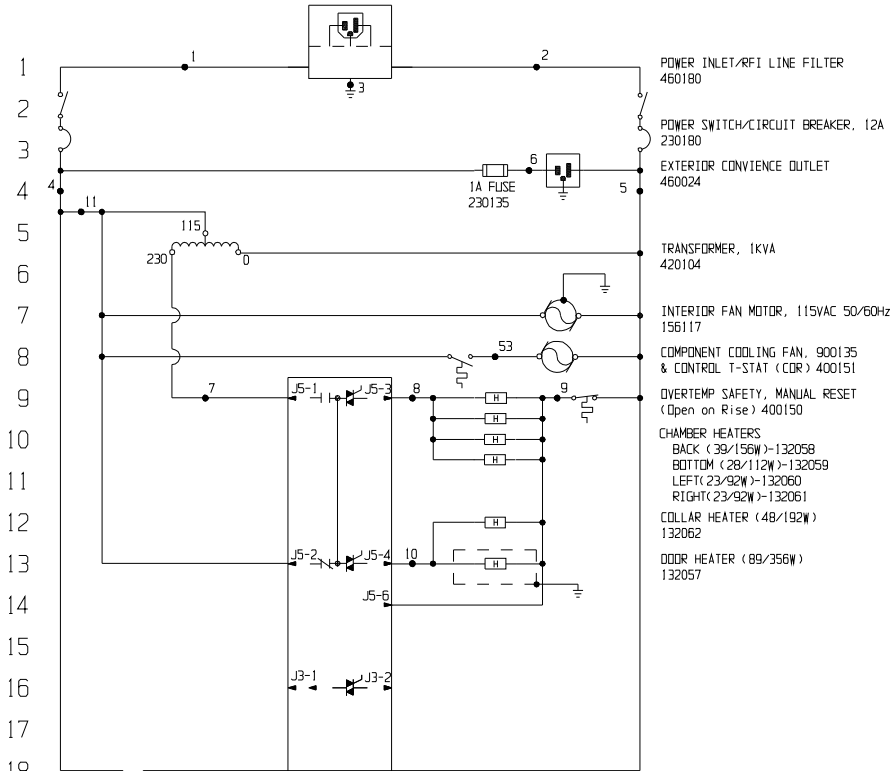 1
2
1
POWER INLET/RFI LINE FILTER
460180
3
2
POWER SWITCH/CIRCUIT BREAKER, 12A
230180
3
6
EXTERIOR CONVIENCE OUTLET
460024
4
4
1A FUSE
230135
5
11
115
5
230
0
TRANSFORMER, 1KVA
420104
6
7
INTERIOR FAN MOTOR, 115VAC 50/60Hz
156117
8
53
COMPONENT COOLING FAN, 900135
& CONTROL T-STAT (COR) 400151
9
7
J5-1
J5-3
8
H
9
OVERTEMP SAFETY, MANUAL RESET
(Open on Rise) 400150
H
10
H
CHAMBER HEATERS
BACK (39/156W)-132058
H
BOTTOM (28/112W)-132059
11
LEFT(23/92W)-132060
RIGHT(23/92W)-132061
12
H
COLLAR HEATER (48/192W)
132062
13
J5-2
J5-4
10
H
DOOR HEATER (89/356W)
132057
14
J5-6
15
16
J3-1
J3-2
17
18